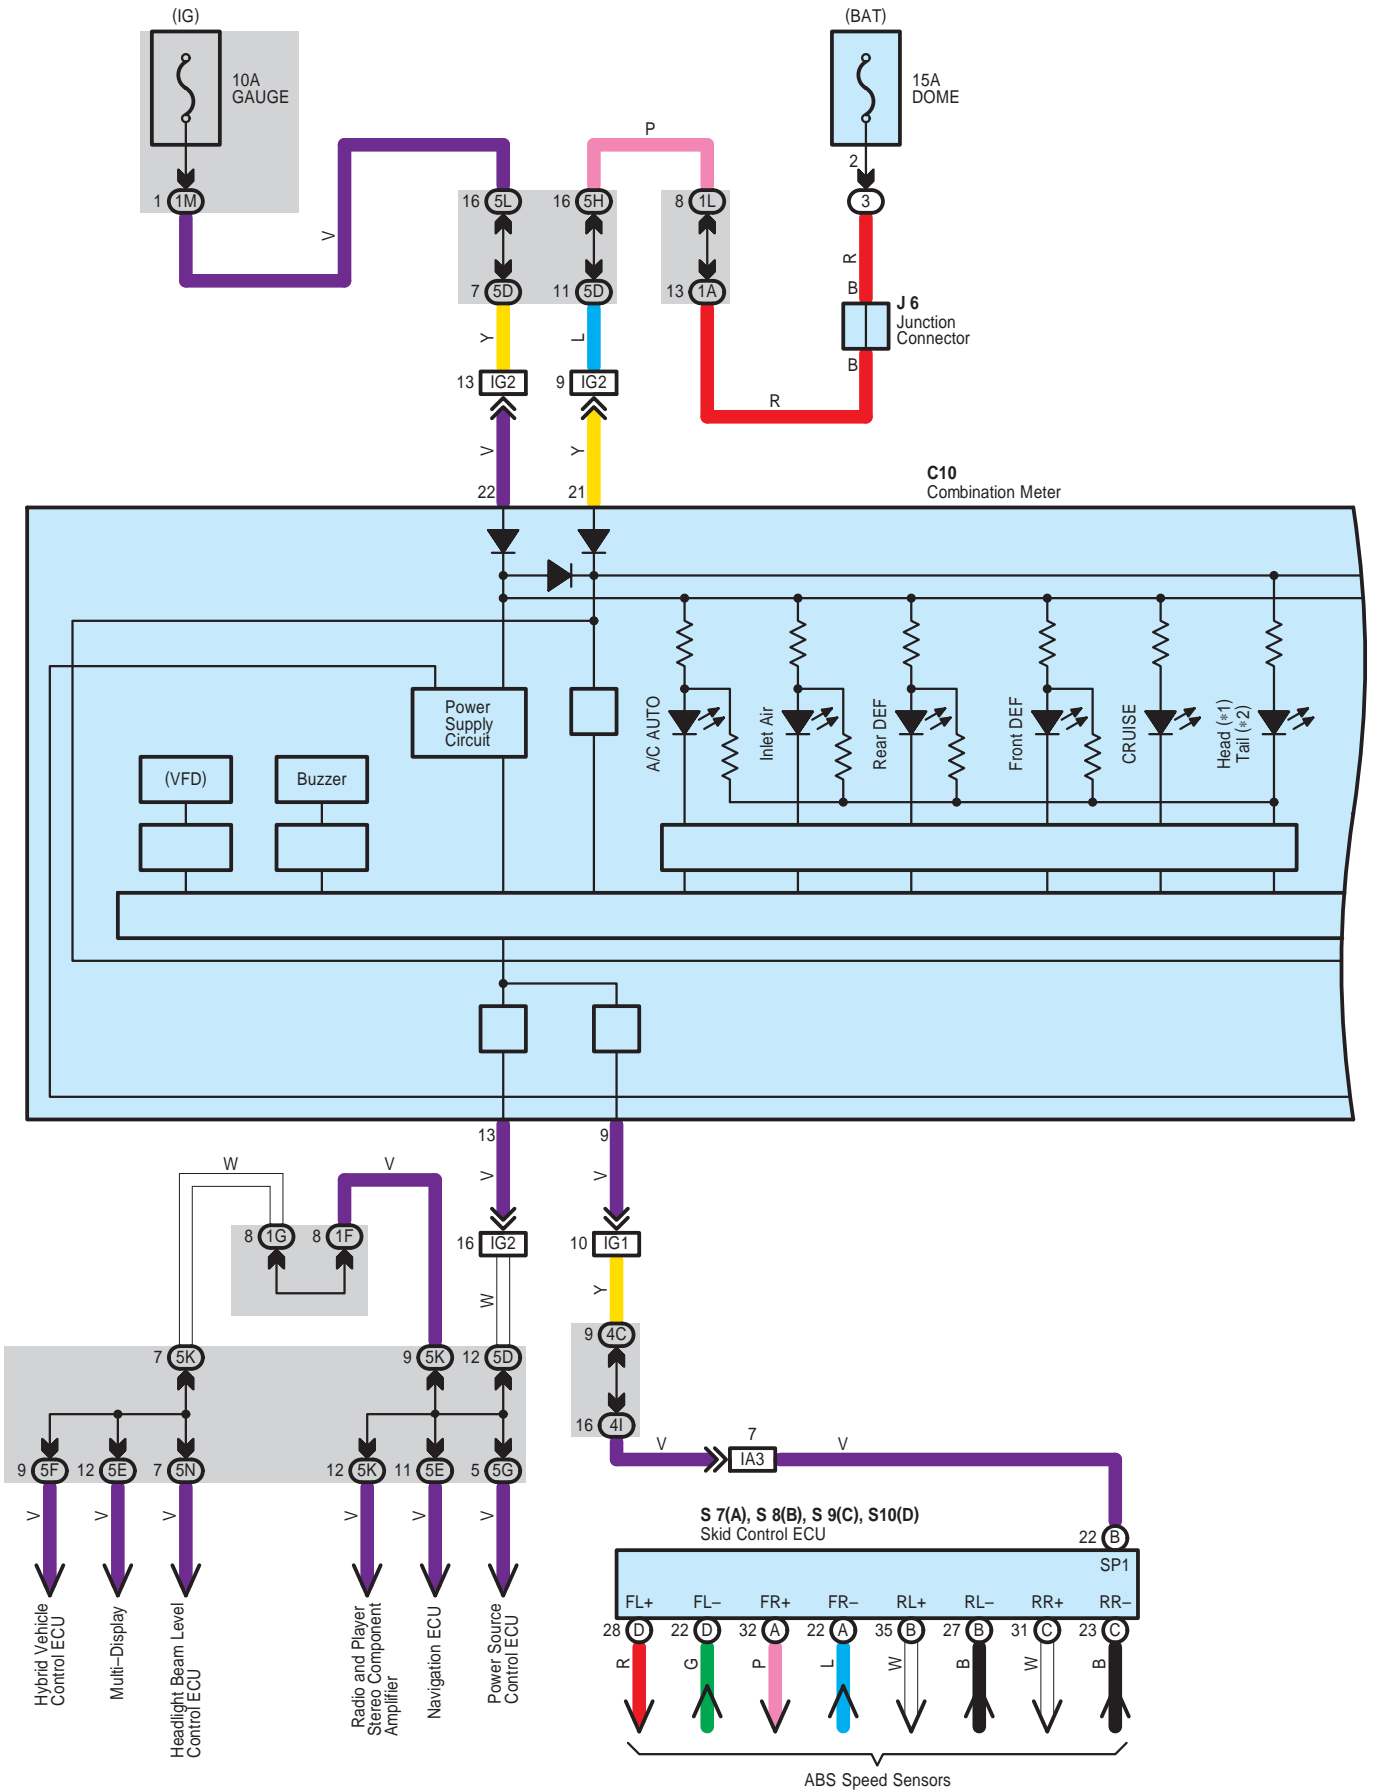 (IG)
(BAT)
10A
GAUGE
15A
DOME
P
2
1 1M
16 5L
16 5H
8 1L
3
V
R
7 5D
11 5D
13 1A
B
J 6
Junction
Connector
Y
L
B
13 IG2
9 IG2
R
V
Y
22
21
C10
Combination Meter
Power
Supply
Circuit
A/C AUTO
Inlet Air
Rear DEF
Front DEF
CRUISE
Head (*1)
Tail (*2)
(VFD)
Buzzer
13
9
W
V
V
V
8 1G
8 1F
16 IG2
10 IG1
W
Y
9 4C
7 5K
9 5K
12 5D
16 4I
V
7
IA3
V
9 5F
12 5E
7 5N
12 5K
11 5E
5 5G
V
V
V
V
V
V
S 7(A), S 8(B), S 9(C), S10(D)
Skid Control ECU
22 B
SP1
FL+
FL−
FR+
FR−
RL+
RL−
RR+
RR−
28 D
22 D
32 A
22 A
35 B
27 B
31 C
23 C
R
G
P
L
W
B
W
B
Hybrid Vehicle
Control ECU
Multi−Display
Headlight Beam Level
Control ECU
Radio and Player
Stereo Component
Amplifier
Navigation ECU
Power Source
Control ECU
ABS Speed Sensors